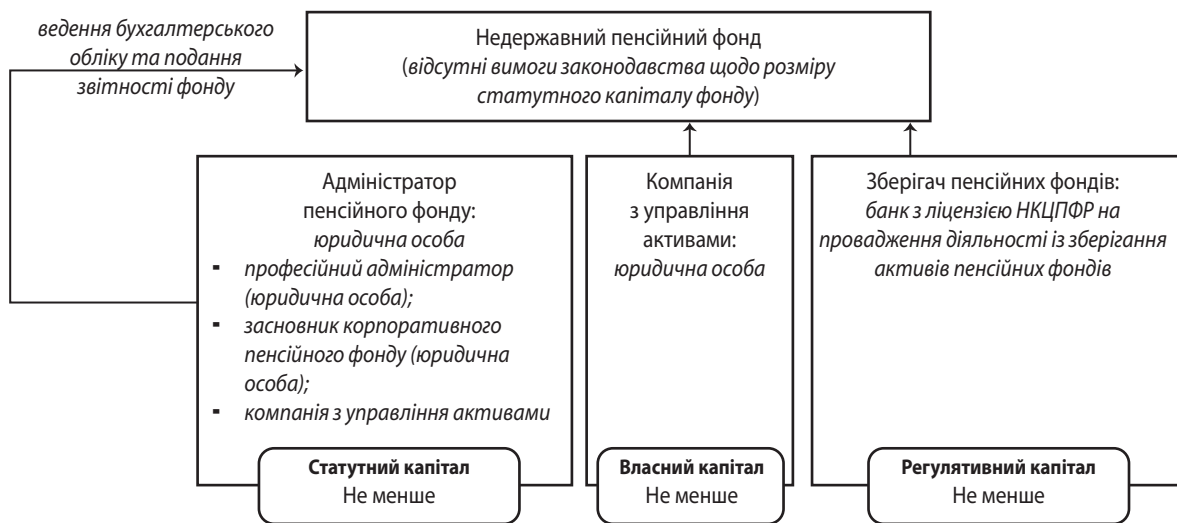 ведення бухгалтерського
обліку та подання
звітності фонду
Недержавний пенсійний фонд
(відсутні вимоги законодавства щодо розміру
статутного капіталу фонду)
Адміністратор
пенсійного фонду:
юридична особа
▪ професійний адміністратор
(юридична особа);
▪ засновник корпоративного
пенсійного фонду (юридична
особа);
▪ компанія з управління активами
Статутний капітал
Не менше
Компанія
з управління
активами:
юридична особа
Власний капітал
Не менше
Зберігач пенсійних фондів:
банк з ліцензією НКЦПФР на
провадження діяльності із зберігання
активів пенсійних фондів
Регулятивний капітал
Не менше